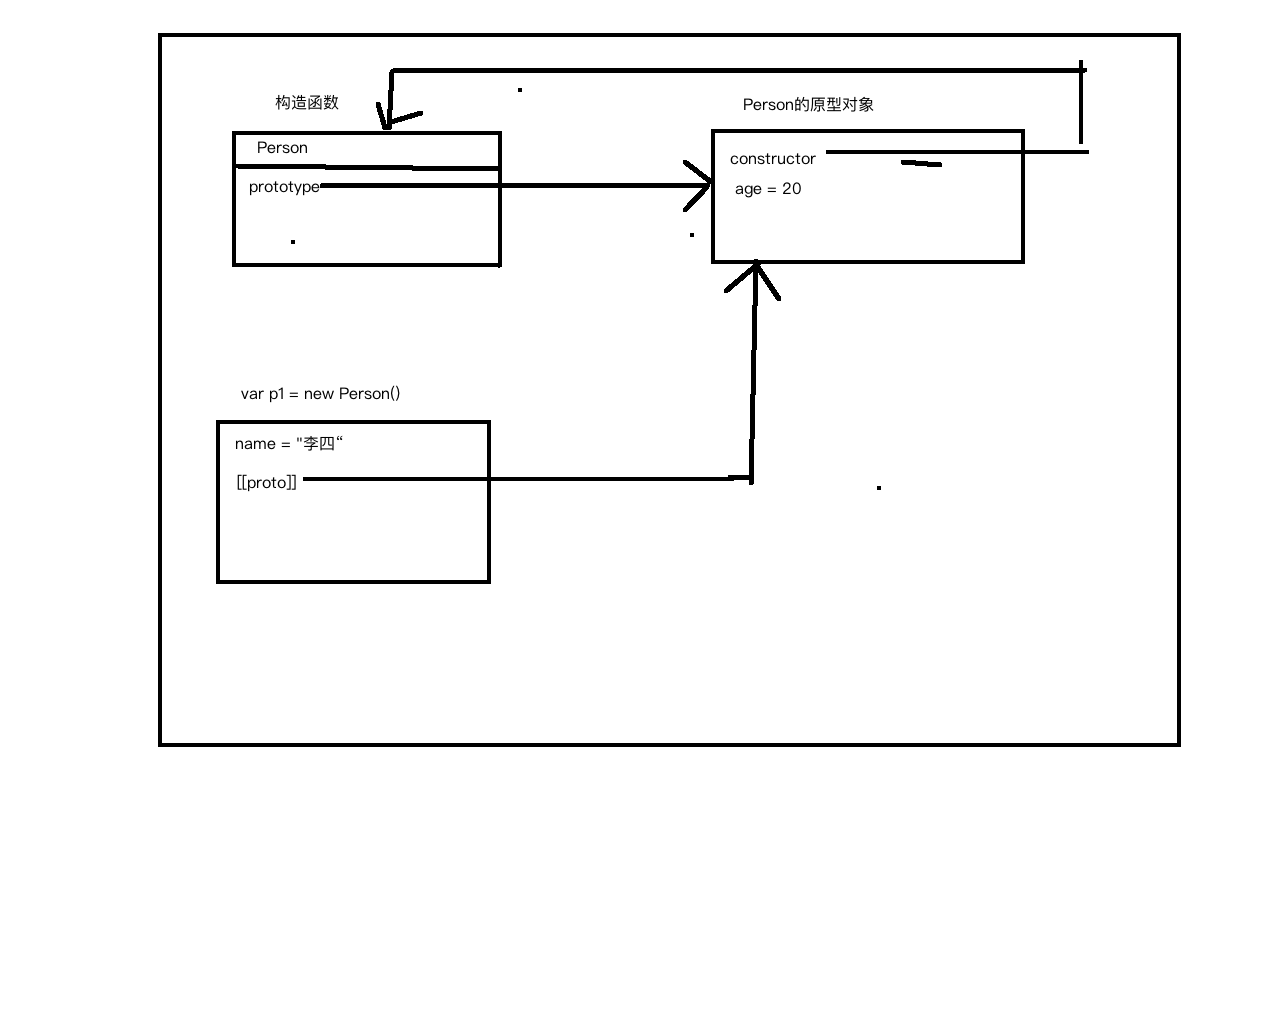 构造函数
Person
prototype
Person的原型对象
constructor
age = 20
var p1 = new Person()
name = "李四“
[[proto]]